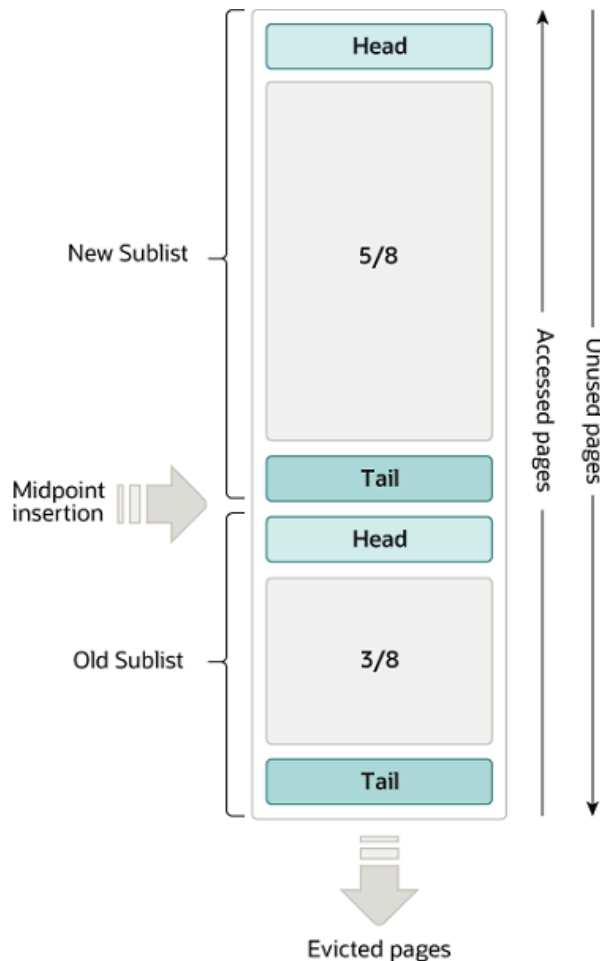 Head
New Sublist
5/8
Accessed pages
Unused pages
Tail
Midpoint
insertion
Head
Old Sublist
3/8
Tail
Evicted pages